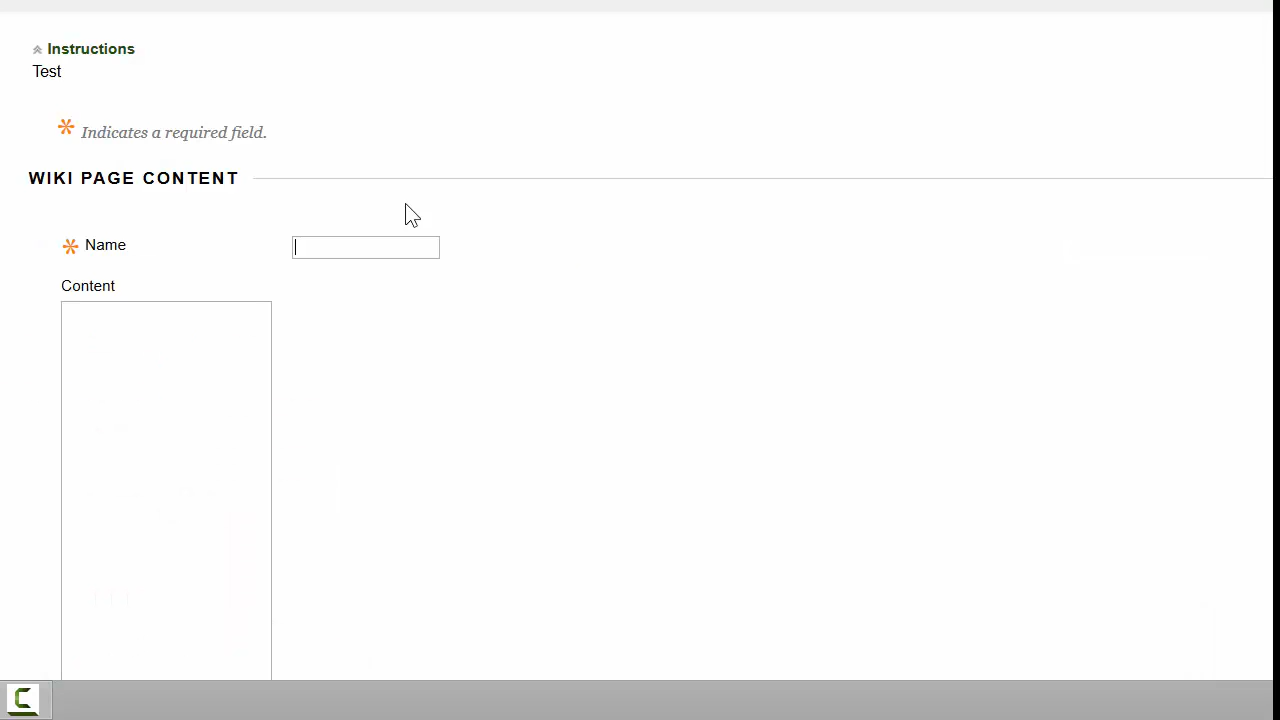 Instructions
Test
* Indicates a required field.
WIKI PAGE CONTENT
* Name
Content